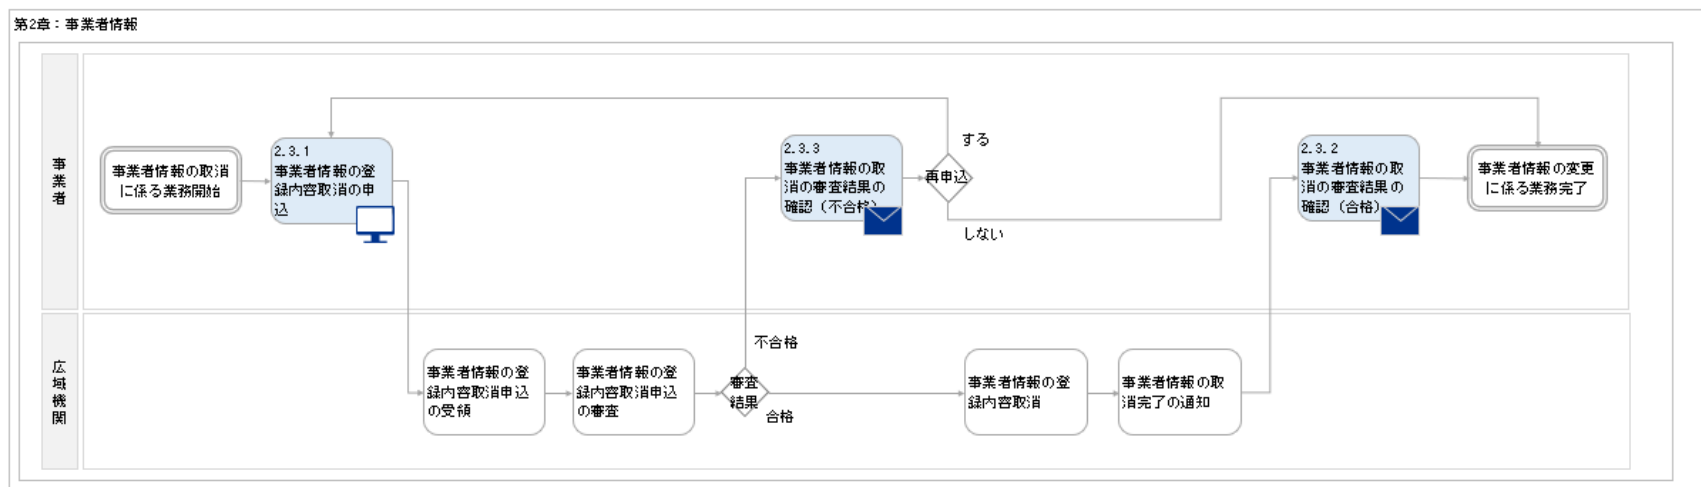 第2章：事業者情報
事業者
事業者情報の取消
に係る業務開始
2.3.1
事業者情報の登
録内容取消の申
込
2.3.3
事業者情報の取
消の審査結果の
確認（不合格）
再申込
する
しない
2.3.2
事業者情報の取
消の審査結果の
確認（合格）
事業者情報の変更
に係る業務完了
広域機関
事業者情報の登
録内容取消申込
の受領
事業者情報の登
録内容取消申込
の審査
審査
結果
不合格
合格
事業者情報の登
録内容取消
事業者情報の取
消完了の通知